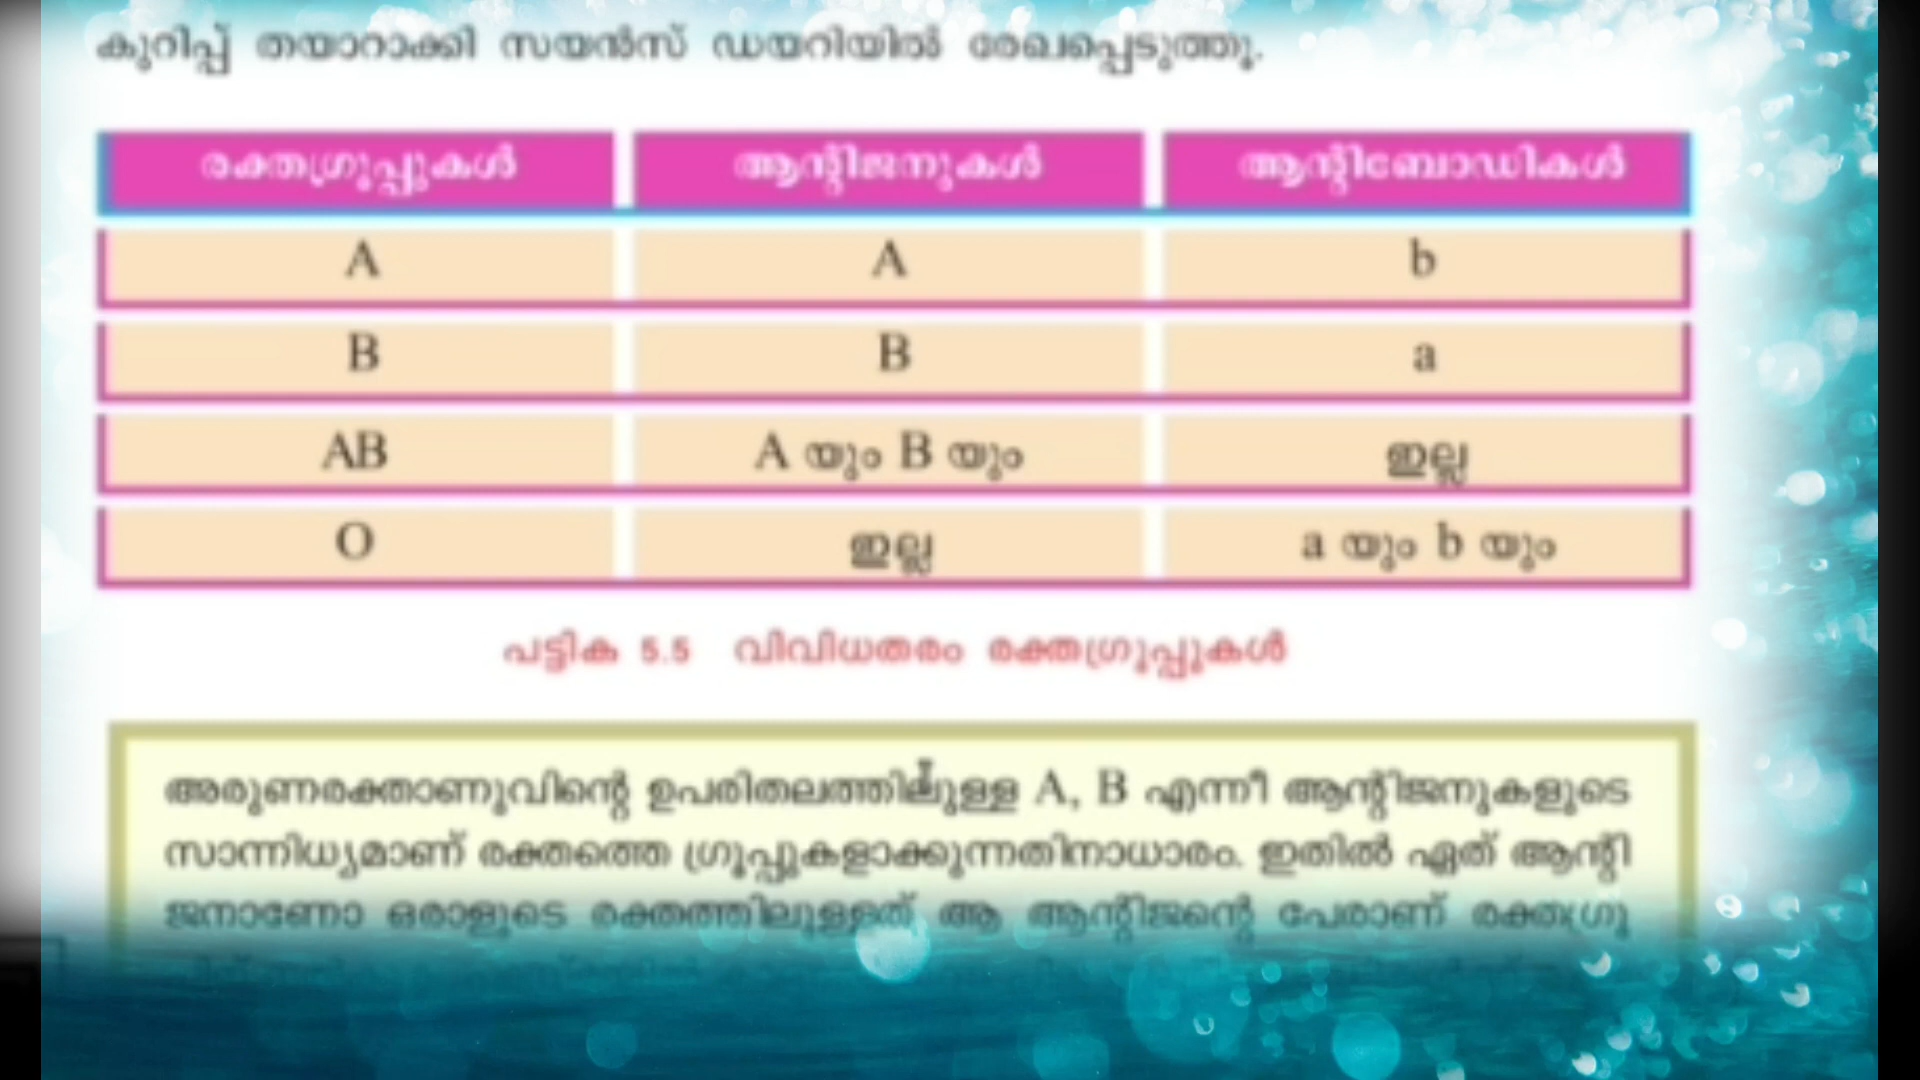 കുറിപ്പ് തയാറാക്കി സയൻസ് ഡയറിയിൽ രേഖപ്പെടുത്തൂ.
രക്തഗ്രൂപ്പുകൾ ആന്റിജനുകൾ ആന്റിബോഡികൾ
A A b
B B a
AB A യും B യും ഇല്ല
O ഇല്ല a യും b യും
പട്ടിക 5.5 വിവിധതരം രക്തഗ്രൂപ്പുകൾ
അരുണരക്താണുവിന്റെ ഉപരിതലത്തിലുള്ള A, B എന്നീ ആന്റിജനുകളുടെ
സാന്നിധ്യമാണ് രക്തത്തെ ഗ്രൂപ്പുകളാക്കുന്നതിനാധാരം. ഇതിൽ ഏത് ആന്റി
ജനാണോ ഒരാളുടെ രക്തത്തിലുള്ളത് ആ ആന്റിജന്റെ പേരാണ് രക്തഗ്രൂ